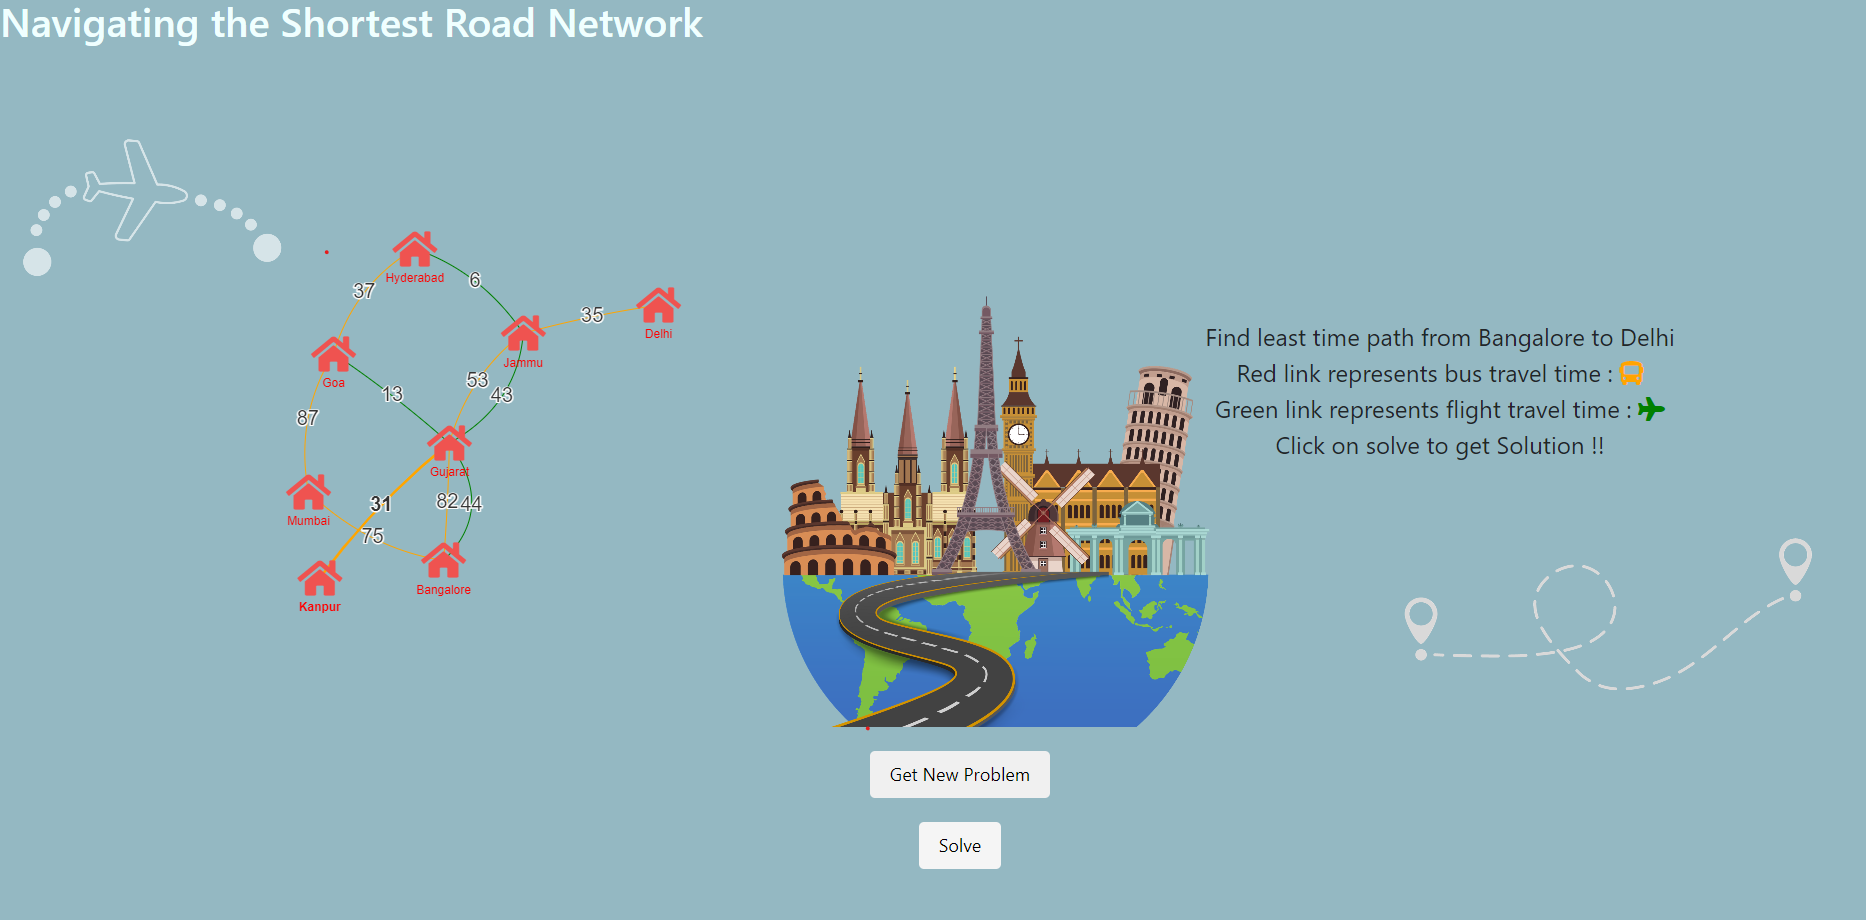 Navigating the Shortest Road Network
Hyderabad
6
37
35
Delhi
Jammu
Goa
53
43
13
87
Gujarat
31
82
44
Mumbai
75
Bangalore
Kanpur
Find least time path from Bangalore to Delhi
Red link represents bus travel time :
Green link represents flight travel time :
Click on solve to get Solution !!
Get New Problem
Solve